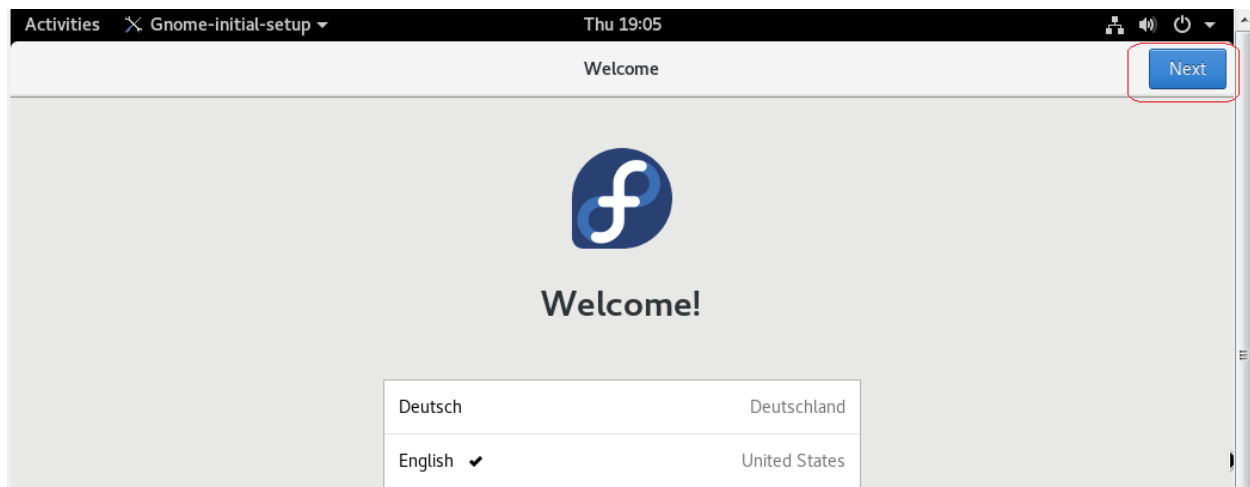 Activities Gnome-initial-setup Thu 19:05
Welcome Next
Welcome!
Deutsch Deutschland
English ✔ United States